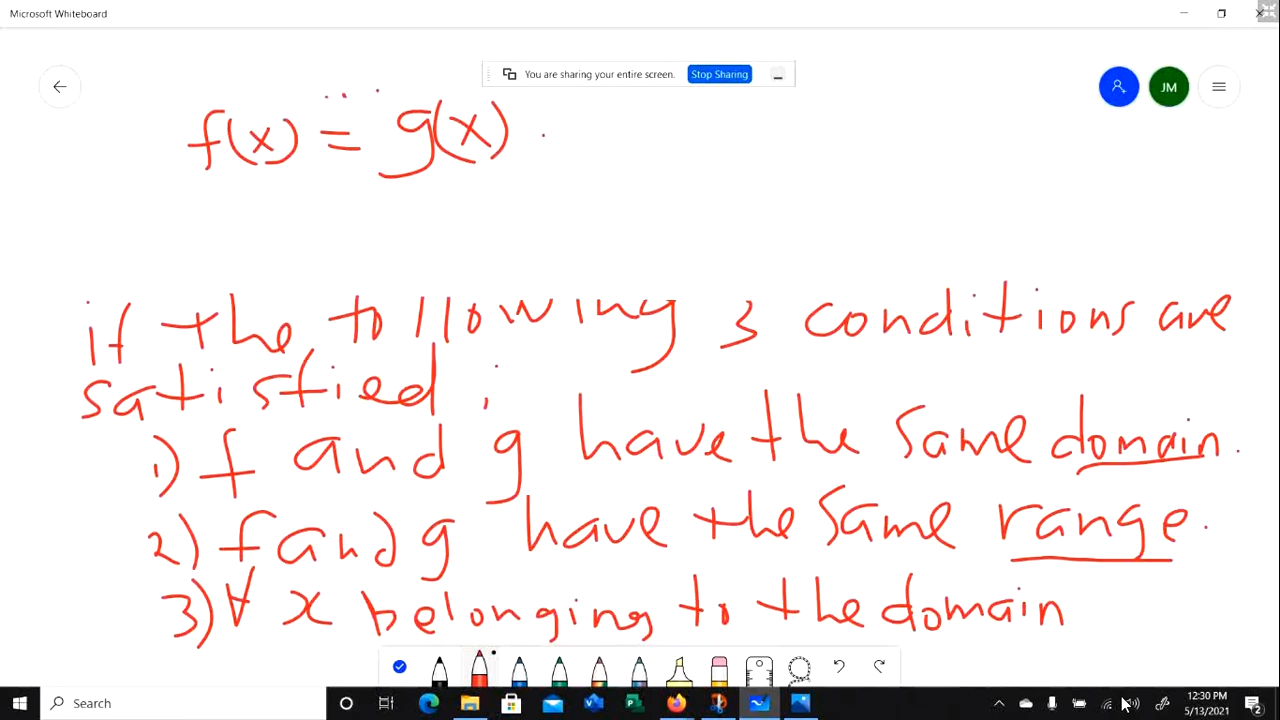 Microsoft Whiteboard
You are sharing your entire screen. Stop Sharing
JM
f(x) = g(x)
if the following 3 conditions are
satisfied :
1) f and g have the same domain.
2) f and g have the same range.
3) ∀ x belonging to the domain
Search
12:30 PM
5/13/2021
2